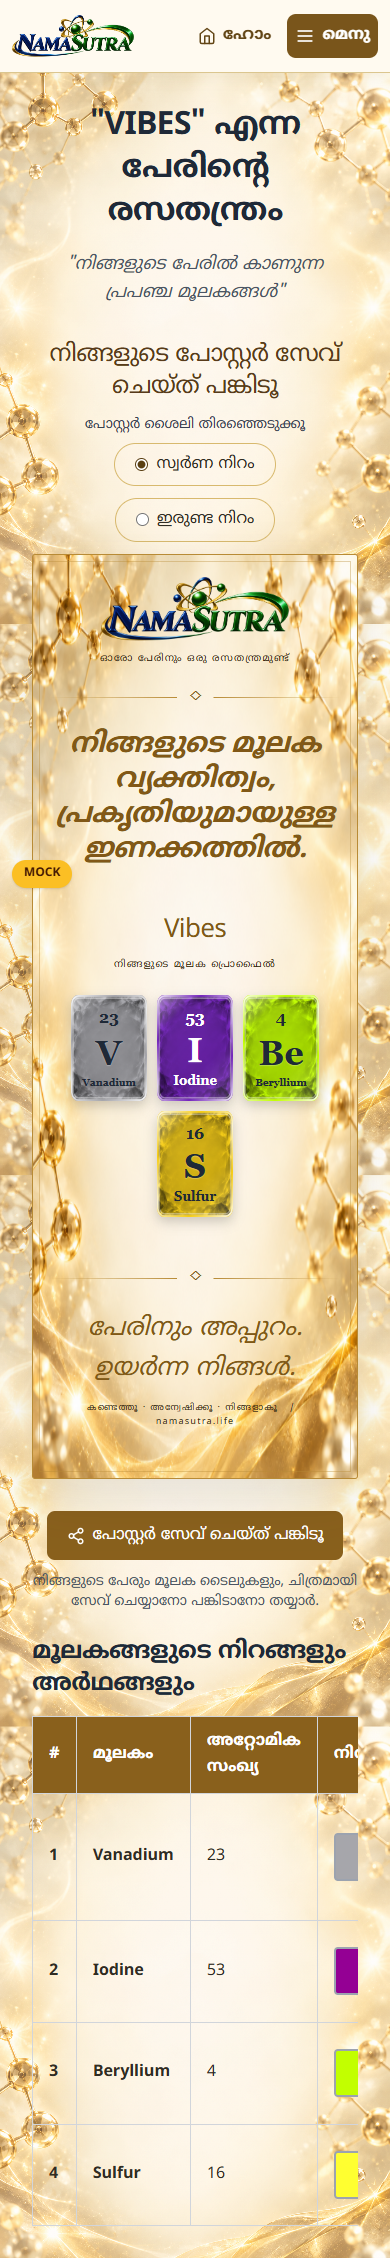 NAMASUTRA
ഹോം
മെനു
"VIBES" എന്ന
പേരിന്റെ
രസതന്ത്രം
"നിങ്ങളുടെ പേരിൽ കാണുന്ന
പ്രപഞ്ച മൂലകങ്ങൾ"
നിങ്ങളുടെ പോസ്റ്റർ സേവ്
ചെയ്ത് പങ്കിടൂ
പോസ്റ്റർ ശൈലി തിരഞ്ഞെടുക്കൂ
സ്വർണ നിറം
ഇരുണ്ട നിറം
NAMASUTRA
ഓരോ പേരിനും ഒരു രസതന്ത്രമുണ്ട്
നിങ്ങളുടെ മൂലക
വ്യക്തിത്വം,
പ്രകൃതിയുമായുള്ള
ഇണക്കത്തിൽ.
MOCK
Vibes
നിങ്ങളുടെ മൂലക പ്രൊഫൈൽ
23 53 4
V I Be
Vanadium Iodine Beryllium
16
S
Sulfur
പേരിനും അപ്പുറം.
ഉയർന്ന നിങ്ങൾ.
കണ്ടെത്തൂ · അന്വേഷിക്കൂ · നിങ്ങളാകൂ /
namasutra.life
പോസ്റ്റർ സേവ് ചെയ്ത് പങ്കിടൂ
നിങ്ങളുടെ പേരും മൂലക ടൈലുകളും, ചിത്രമായി
സേവ് ചെയ്യാനോ പങ്കിടാനോ തയ്യാർ.
മൂലകങ്ങളുടെ നിറങ്ങളും
അർഥങ്ങളും
# മൂലകം അറ്റോമിക
സംഖ്യ
1 Vanadium 23
2 Iodine 53
3 Beryllium 4
4 Sulfur 16